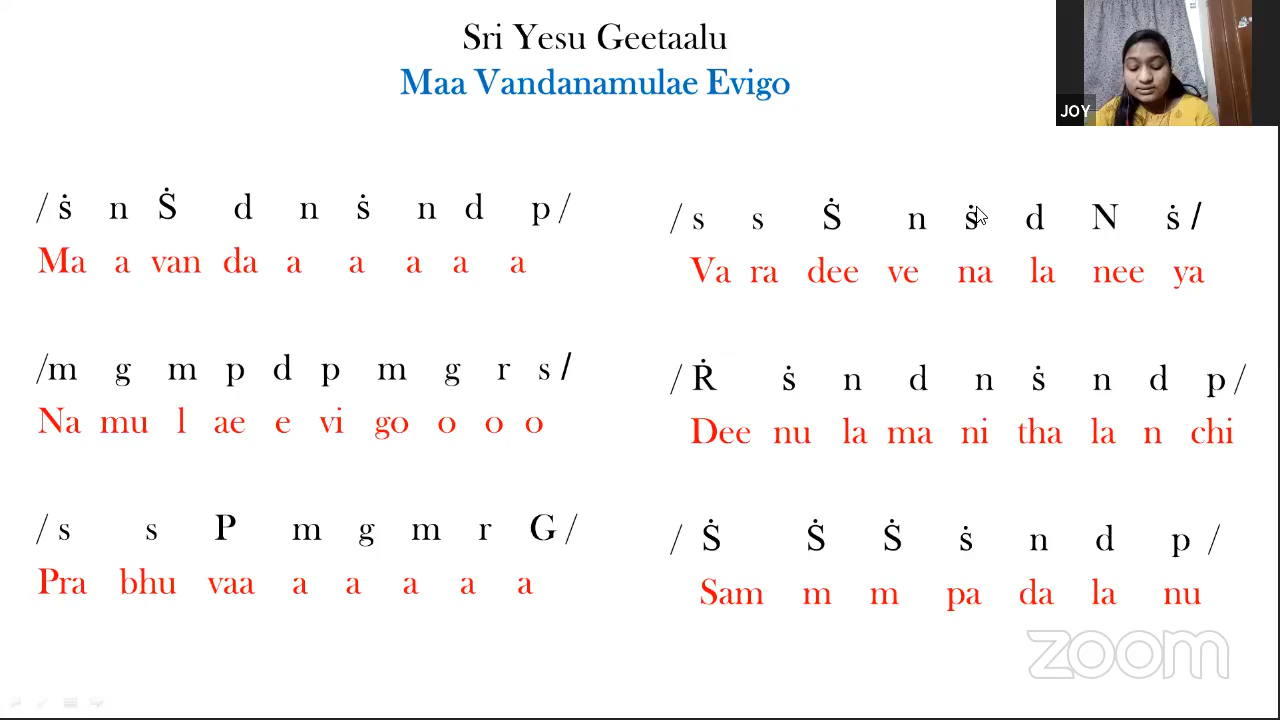 Sri Yesu Geetaalu
Maa Vandanamulae Evigo
JOY
/ ṡ n Ṡ d n ṡ n d p /
Ma a van da a a a a a
/m g m p d p m g r s /
Na mu l ae e vi go o o o
/ s s P m g m r G /
Pra bhu vaa a a a a a
/ s s Ṡ n ṡ d N ṡ /
Va ra dee ve na la nee ya
/ Ṙ ṡ n d n ṡ n d p /
Dee nu la ma ni tha la n chi
/ Ṡ Ṡ Ṡ ṡ n d p /
Sam m m pa da la nu
zoom